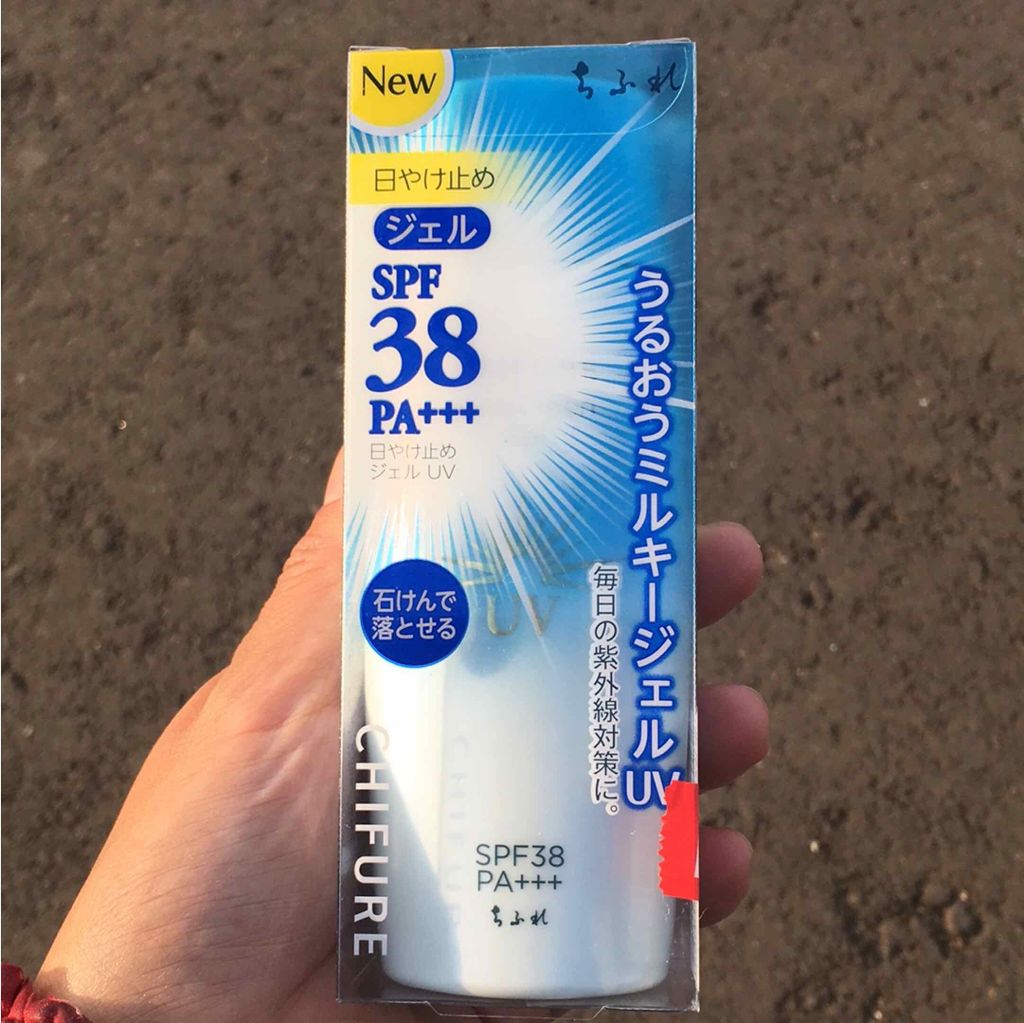 New
ちふれ
日やけ止め
ジェル
SPF
38
PA+++
日やけ止め
ジェル UV
うるおうミルキージェルUV
毎日の紫外線対策に。
石けんで
落とせる
UV
CHIFURE
SPF38
PA+++
ちふれ